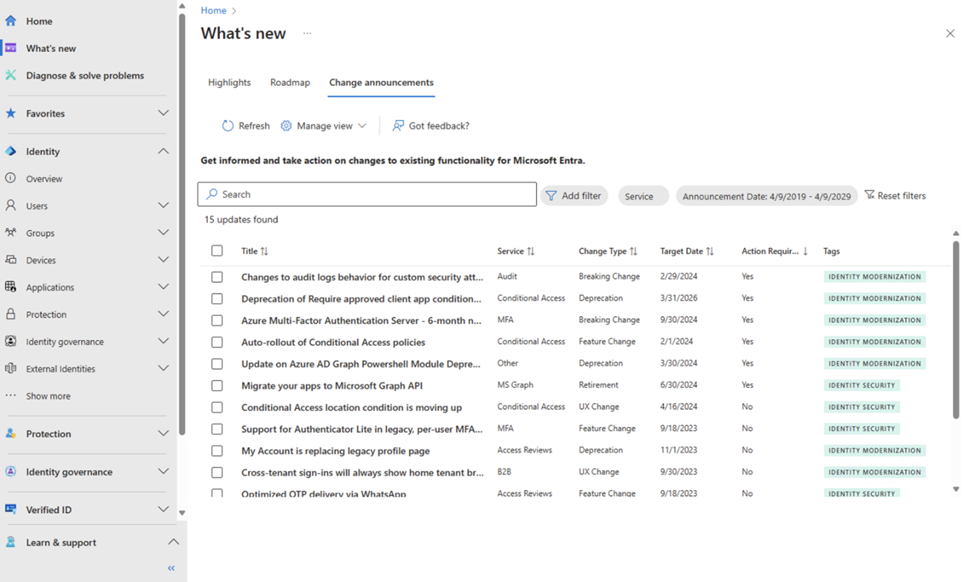 Home
What's new
Diagnose & solve problems
Favorites
Identity
Overview
Users
Groups
Devices
Applications
Protection
Identity governance
External Identities
Show more
Protection
Identity governance
Verified ID
Learn & support
Home
What's new
Highlights Roadmap Change announcements
Refresh Manage view Got feedback?
Get informed and take action on changes to existing functionality for Microsoft Entra.
Search Add filter Service Announcement Date: 4/9/2019 - 4/9/2029 Reset filters
15 updates found
Title Service Change Type Target Date Action Requir... Tags
Changes to audit logs behavior for custom security att... Audit Breaking Change 2/29/2024 Yes IDENTITY MODERNIZATION
Deprecation of Require approved client app condition... Conditional Access Deprecation 3/31/2026 Yes IDENTITY MODERNIZATION
Azure Multi-Factor Authentication Server - 6-month n... MFA Breaking Change 9/30/2024 Yes IDENTITY MODERNIZATION
Auto-rollout of Conditional Access policies Conditional Access Feature Change 2/1/2024 Yes IDENTITY MODERNIZATION
Update on Azure AD Graph Powershell Module Depre... Other Deprecation 3/30/2024 Yes IDENTITY MODERNIZATION
Migrate your apps to Microsoft Graph API MS Graph Retirement 6/30/2024 Yes IDENTITY SECURITY
Conditional Access location condition is moving up Conditional Access UX Change 4/16/2024 No IDENTITY SECURITY
Support for Authenticator Lite in legacy, per-user MFA... MFA Feature Change 9/18/2023 No IDENTITY SECURITY
My Account is replacing legacy profile page Access Reviews Deprecation 11/1/2023 No IDENTITY MODERNIZATION
Cross-tenant sign-ins will always show home tenant br... B2B UX Change 9/30/2023 No IDENTITY MODERNIZATION
Optimized OTP delivery via WhatsApp Access Reviews Feature Change 9/18/2023 No IDENTITY SECURITY